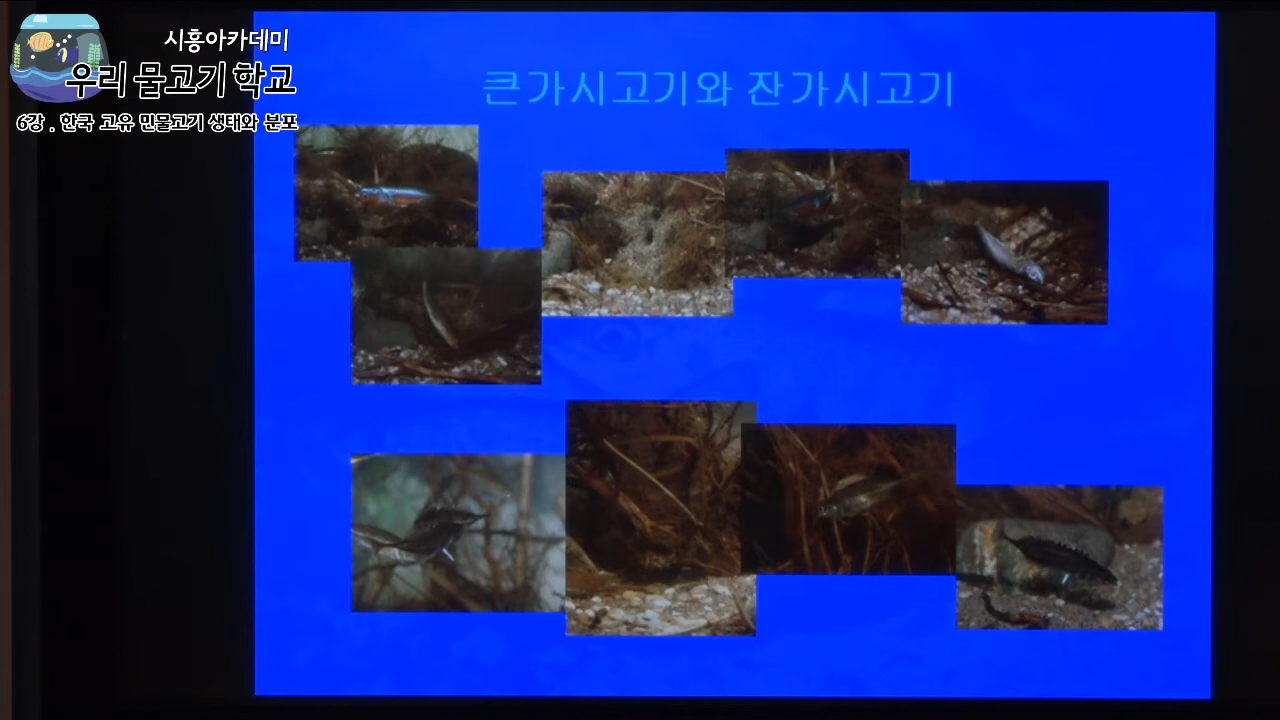 시흥아카데미
우리 물고기 학교
6강 . 한국 고유 민물고기 생태와 분포
큰가시고기와 잔가시고기